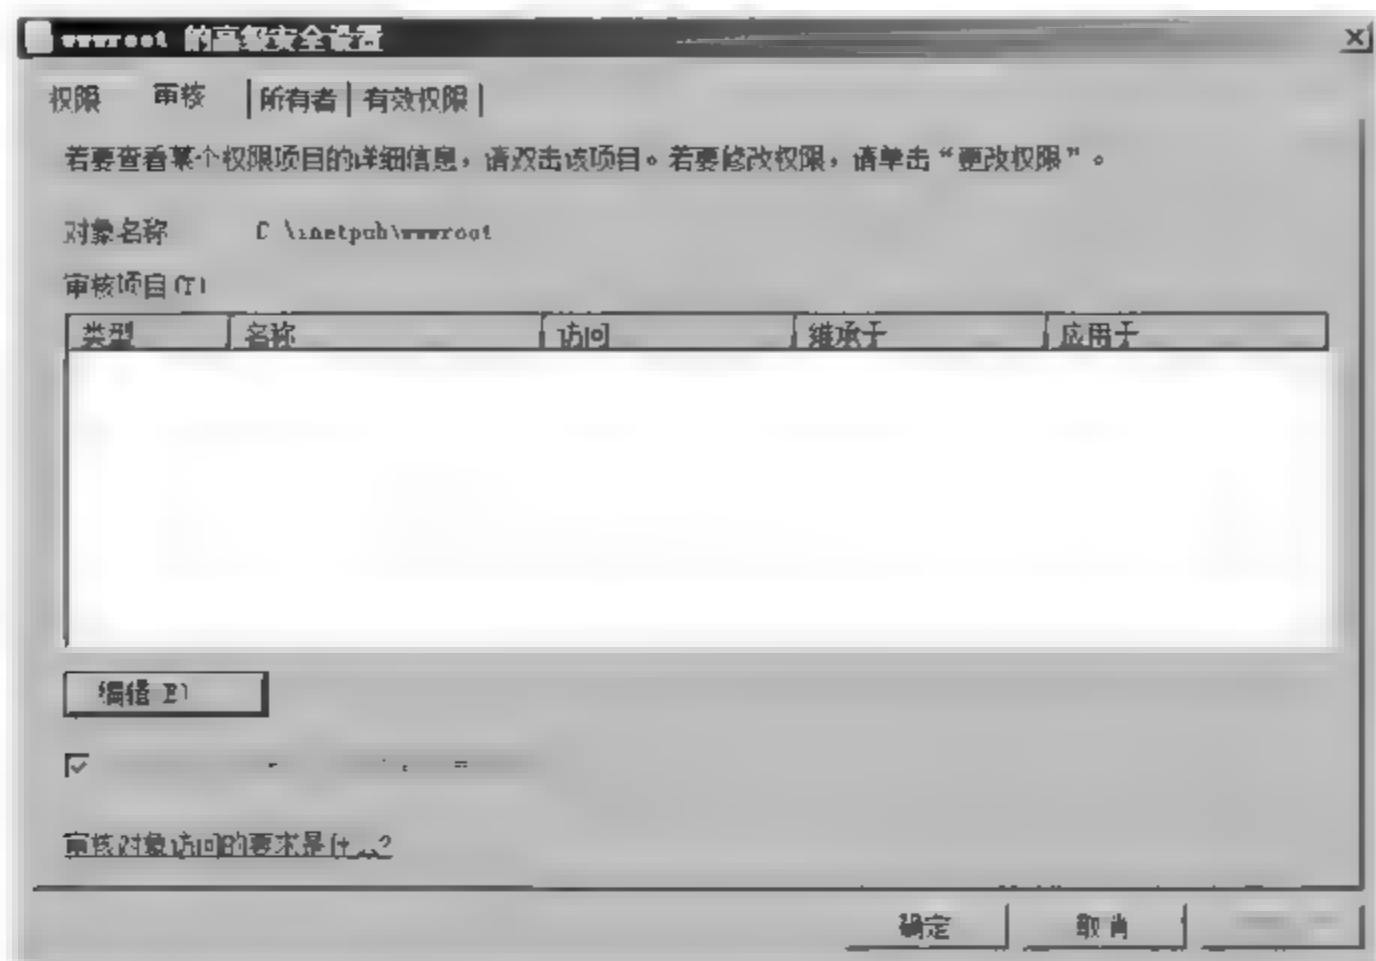 wwwroot 的高级安全设置
权限 审核 所有者 有效权限
若要查看某个权限项目的详细信息，请双击该项目。若要修改权限，请单击“更改权限”。
对象名称 C \inetpub\wwwroot
审核项目(T)
类型 名称 访问 继承于 应用于
编辑 E)
审核对象访问的要求是什么?
确定 取消